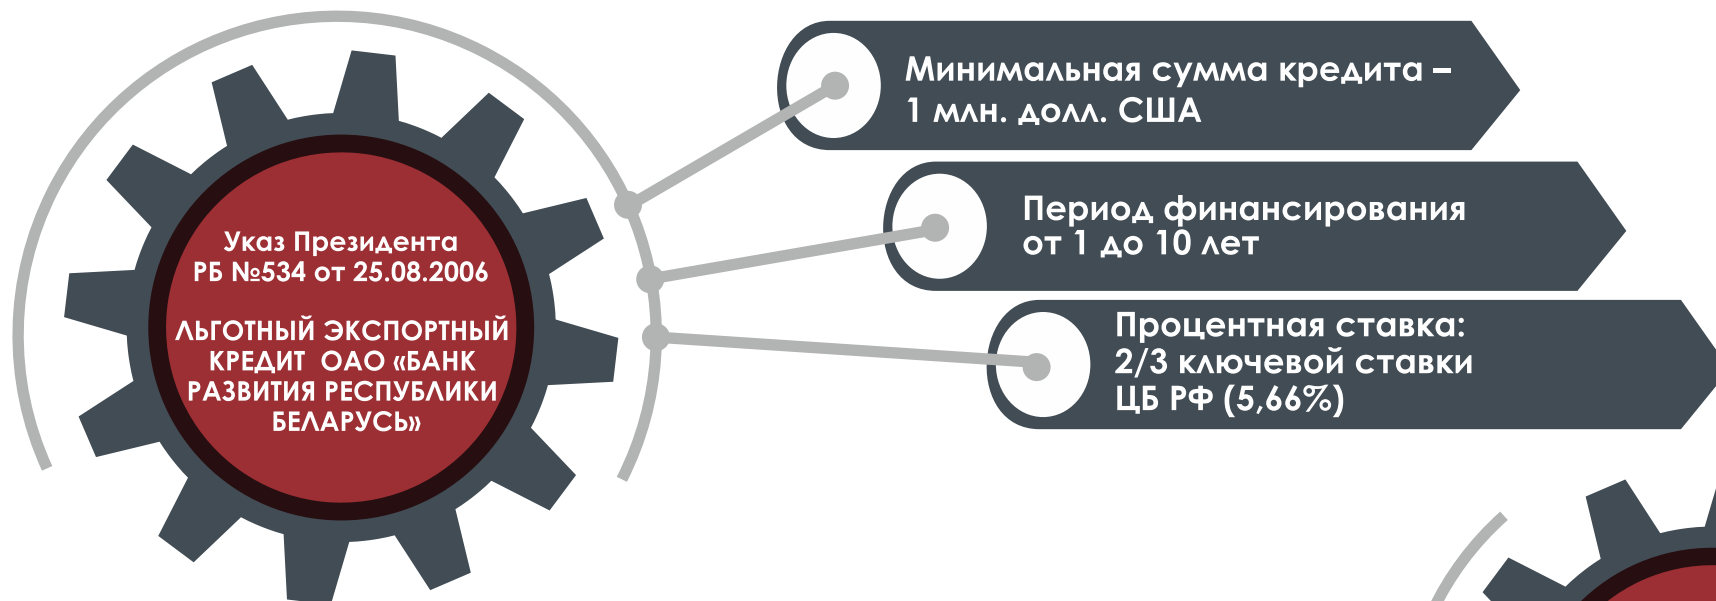 Указ Президента
РБ №534 от 25.08.2006
ЛЬГОТНЫЙ ЭКСПОРТНЫЙ
КРЕДИТ ОАО «БАНК
РАЗВИТИЯ РЕСПУБЛИКИ
БЕЛАРУСЬ»
Минимальная сумма кредита –
1 млн. долл. США
Период финансирования
от 1 до 10 лет
Процентная ставка:
2/3 ключевой ставки
ЦБ РФ (5,66%)